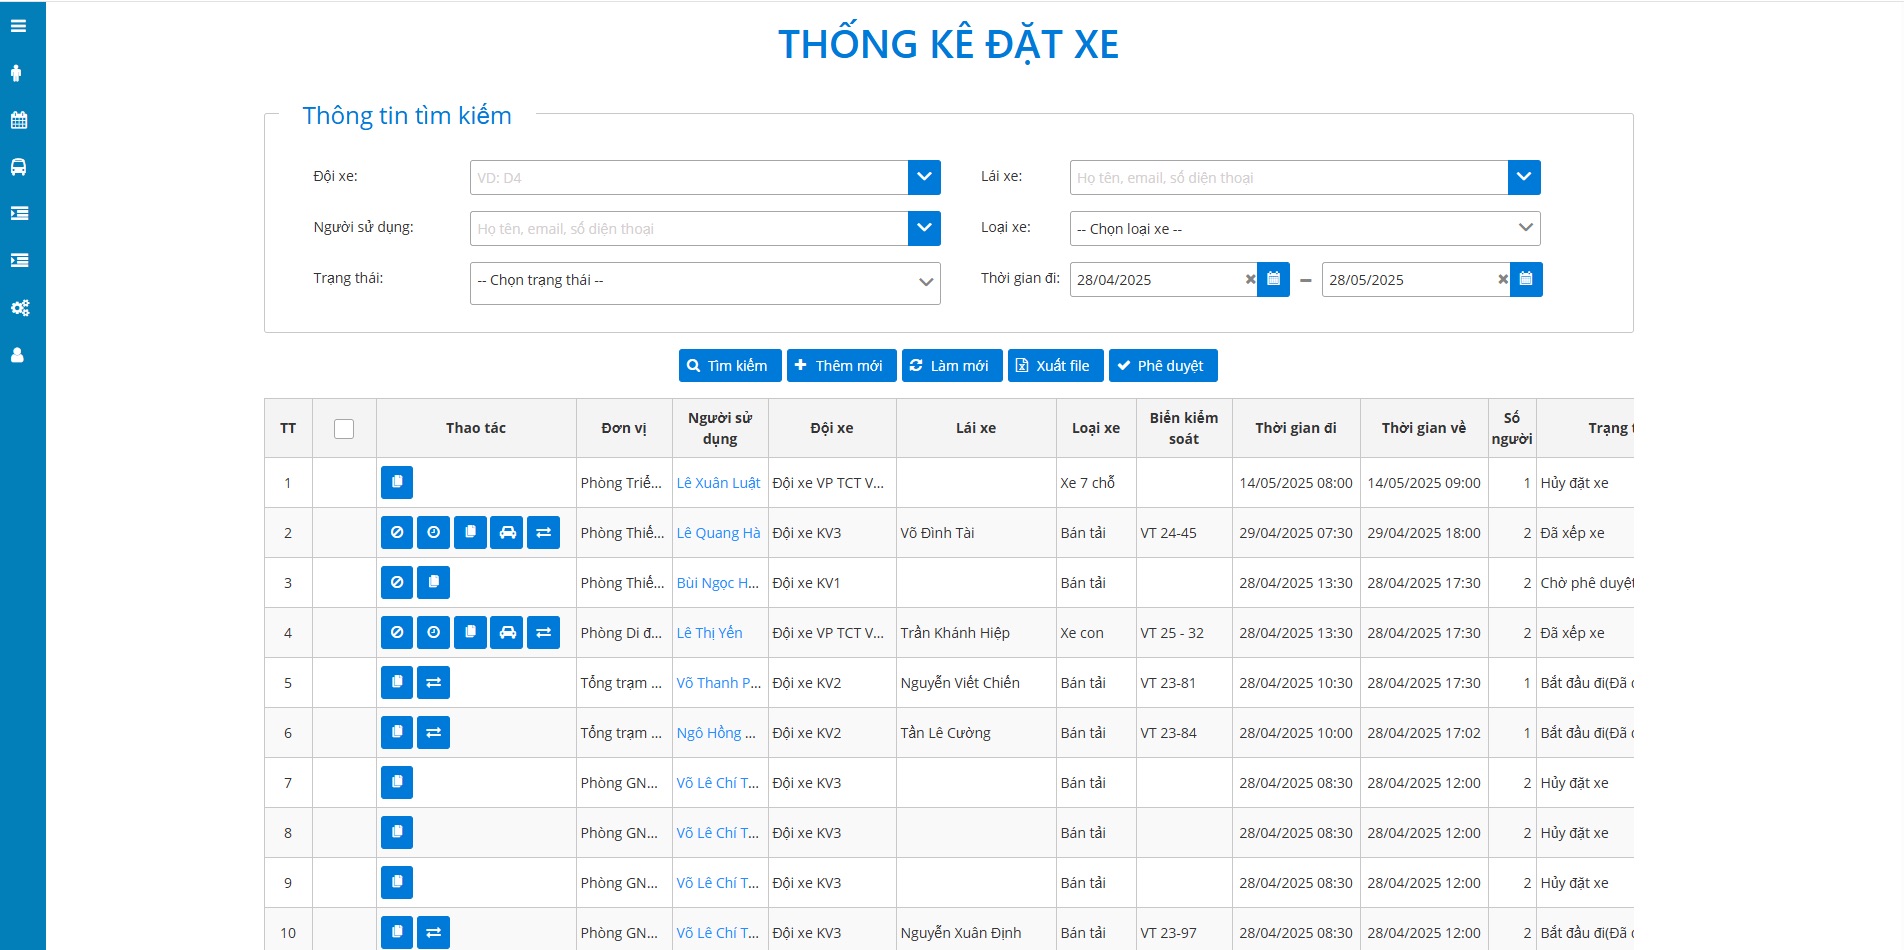 THỐNG KÊ ĐẶT XE
Thông tin tìm kiếm
Đội xe: VD: D4 Lái xe: Họ tên, email, số diện thoại
Người sử dụng: Họ tên, email, số diện thoại Loại xe: -- Chọn loại xe --
Trạng thái: -- Chọn trạng thái -- Thời gian đi: 28/04/2025 – 28/05/2025
Tìm kiếm Thêm mới Làm mới Xuất file Phê duyệt
TT Thao tác Đơn vị Người sử dụng Đội xe Lái xe Loại xe Biển kiểm soát Thời gian đi Thời gian về Số người Trạng
1 Phòng Triể... Lê Xuân Luật Đội xe VP TCT V... Xe 7 chỗ 14/05/2025 08:00 14/05/2025 09:00 1 Hủy đặt xe
2 Phòng Thiế... Lê Quang Hà Đội xe KV3 Võ Đình Tài Bán tải VT 24-45 29/04/2025 07:30 29/04/2025 18:00 2 Đã xếp xe
3 Phòng Thiế... Bùi Ngọc H... Đội xe KV1 Bán tải 28/04/2025 13:30 28/04/2025 17:30 2 Chờ phê duyệt
4 Phòng Di đ... Lê Thị Yến Đội xe VP TCT V... Trần Khánh Hiệp Xe con VT 25 - 32 28/04/2025 13:30 28/04/2025 17:30 2 Đã xếp xe
5 Tổng trạm ... Võ Thanh P... Đội xe KV2 Nguyễn Viết Chiến Bán tải VT 23-81 28/04/2025 10:30 28/04/2025 17:30 1 Bắt đầu đi(Đã
6 Tổng trạm ... Ngô Hồng ... Đội xe KV2 Tần Lê Cường Bán tải VT 23-84 28/04/2025 10:00 28/04/2025 17:02 1 Bắt đầu đi(Đã
7 Phòng GN... Võ Lê Chí T... Đội xe KV3 Bán tải 28/04/2025 08:30 28/04/2025 12:00 2 Hủy đặt xe
8 Phòng GN... Võ Lê Chí T... Đội xe KV3 Bán tải 28/04/2025 08:30 28/04/2025 12:00 2 Hủy đặt xe
9 Phòng GN... Võ Lê Chí T... Đội xe KV3 Bán tải 28/04/2025 08:30 28/04/2025 12:00 2 Hủy đặt xe
10 Phòng GN... Võ Lê Chí T... Đội xe KV3 Nguyễn Xuân Định Bán tải VT 23-97 28/04/2025 08:30 28/04/2025 12:00 2 Bắt đầu đi(Đã